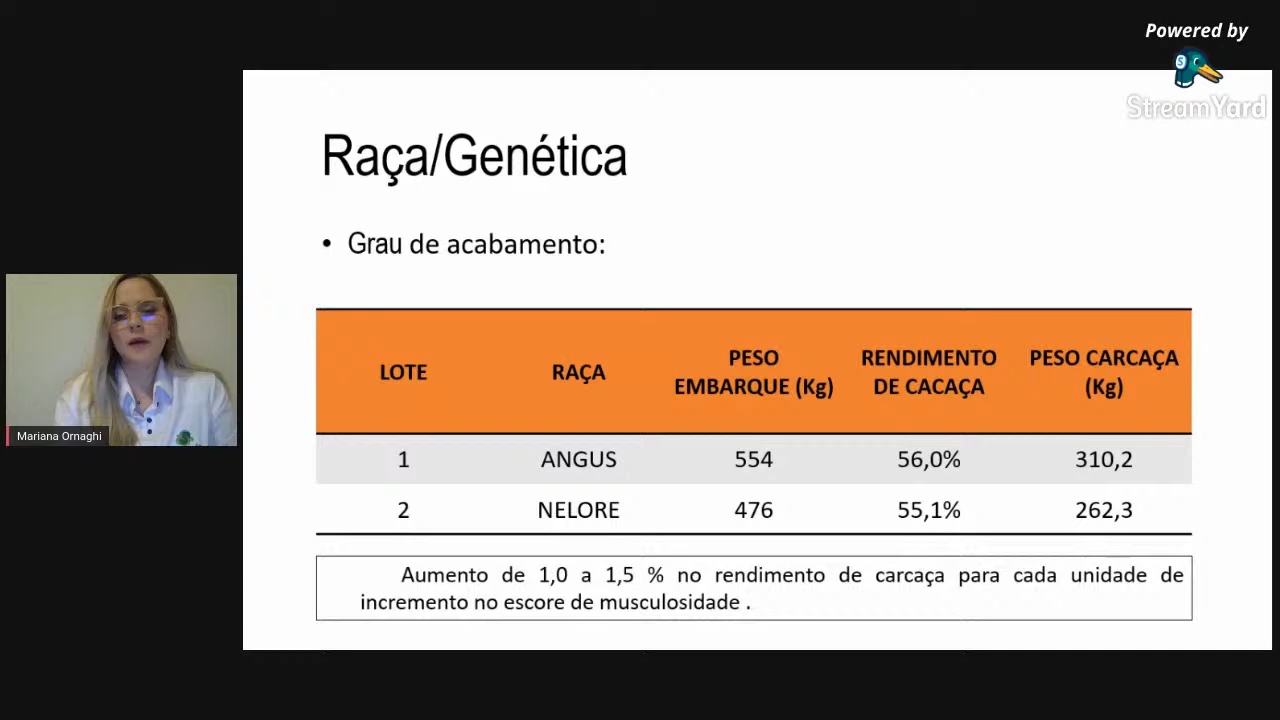 Powered by
StreamYard
Raça/Genética
• Grau de acabamento:
LOTE RAÇA PESO EMBARQUE (Kg) RENDIMENTO DE CACAÇA PESO CARCAÇA (Kg)
1 ANGUS 554 56,0% 310,2
2 NELORE 476 55,1% 262,3
Aumento de 1,0 a 1,5 % no rendimento de carcaça para cada unidade de
incremento no escore de musculosidade .
Mariana Ornaghi